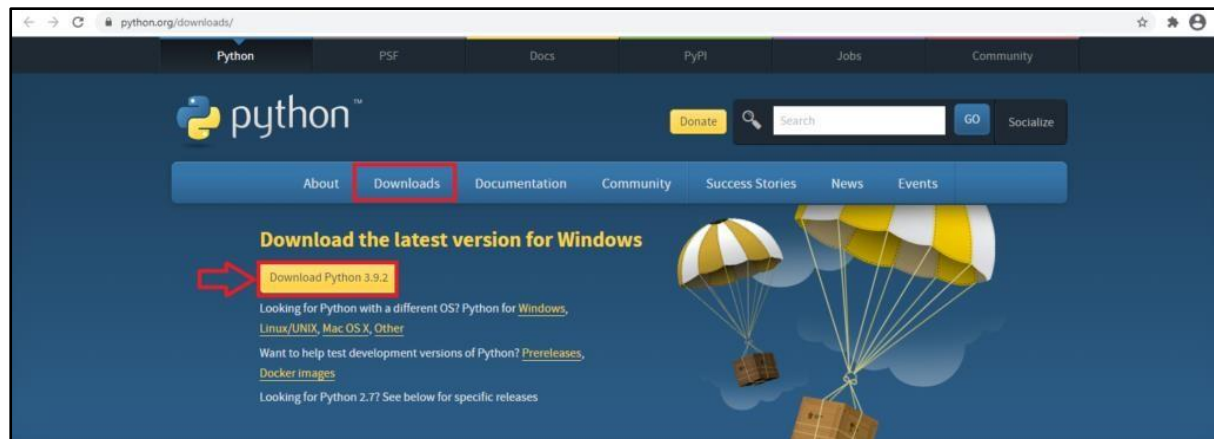 python.org/downloads/
Python PSF Docs PyPI Jobs Community
python™
Donate Search GO Socialize
About Downloads Documentation Community Success Stories News Events
Download the latest version for Windows
Download Python 3.9.2
Looking for Python with a different OS? Python for Windows,
Linux/UNIX, Mac OS X, Other
Want to help test development versions of Python? Prereleases,
Docker images
Looking for Python 2.7? See below for specific releases